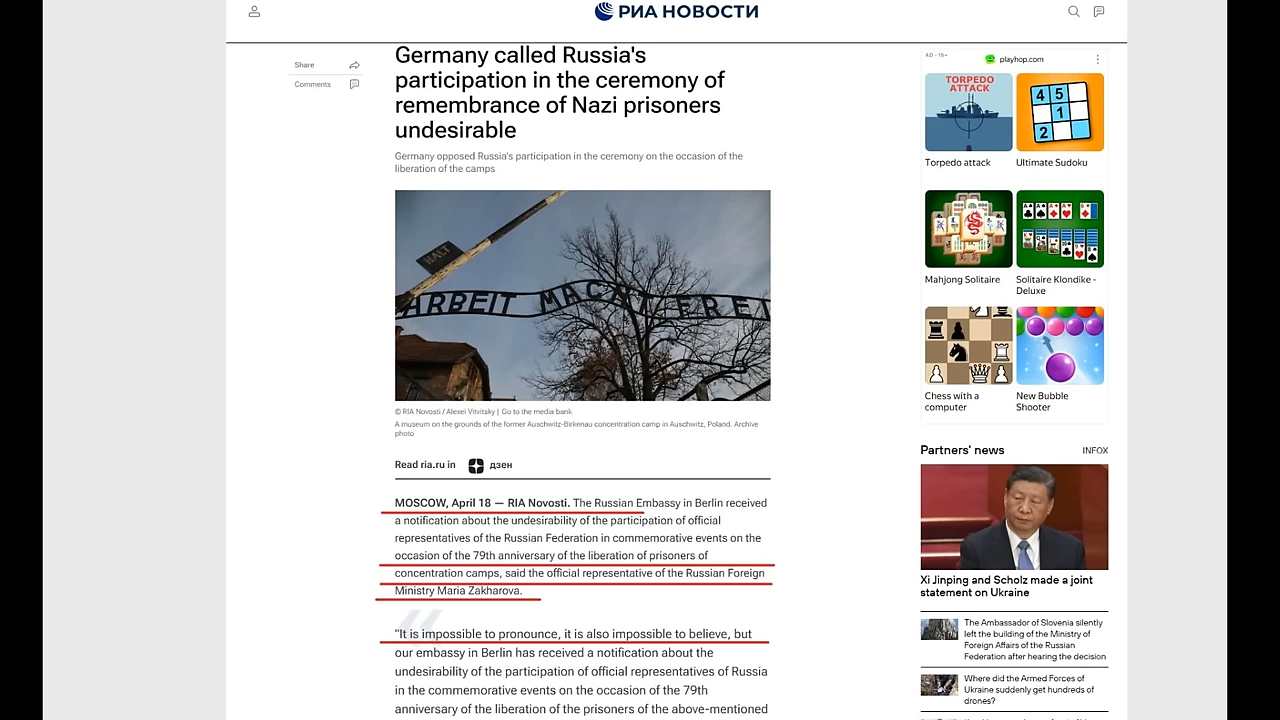 РИА НОВОСТИ
Share
Comments
Germany called Russia's
participation in the ceremony of
remembrance of Nazi prisoners
undesirable
Germany opposed Russia's participation in the ceremony on the occasion of the
liberation of the camps
HALT
ARBEIT MACHT FREI
© RIA Novosti / Alexei Vitvitsky | Go to the media bank
A museum on the grounds of the former Auschwitz-Birkenau concentration camp in Auschwitz, Poland. Archive
photo
Read ria.ru in дзен
MOSCOW, April 18 — RIA Novosti. The Russian Embassy in Berlin received
a notification about the undesirability of the participation of official
representatives of the Russian Federation in commemorative events on the
occasion of the 79th anniversary of the liberation of prisoners of
concentration camps, said the official representative of the Russian Foreign
Ministry Maria Zakharova.
"It is impossible to pronounce, it is also impossible to believe, but
our embassy in Berlin has received a notification about the
undesirability of the participation of official representatives of Russia
in the commemorative events on the occasion of the 79th
anniversary of the liberation of the prisoners of the above-mentioned
AD • 16+
playhop.com
TORPEDO
ATTACK
4 5
1
2
Torpedo attack
Ultimate Sudoku
Mahjong Solitaire
Solitaire Klondike -
Deluxe
Chess with a
computer
New Bubble
Shooter
Partners' news
INFOX
Xi Jinping and Scholz made a joint
statement on Ukraine
The Ambassador of Slovenia silently
left the building of the Ministry of
Foreign Affairs of the Russian
Federation after hearing the decision
Where did the Armed Forces of
Ukraine suddenly get hundreds of
drones?